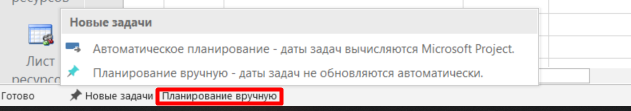 ресурсов
Новые задачи
Автоматическое планирование - даты задач вычисляются Microsoft Project.
Планирование вручную - даты задач не обновляются автоматически.
Лист
ресурсо
Готово
Новые задачи : Планирование вручную